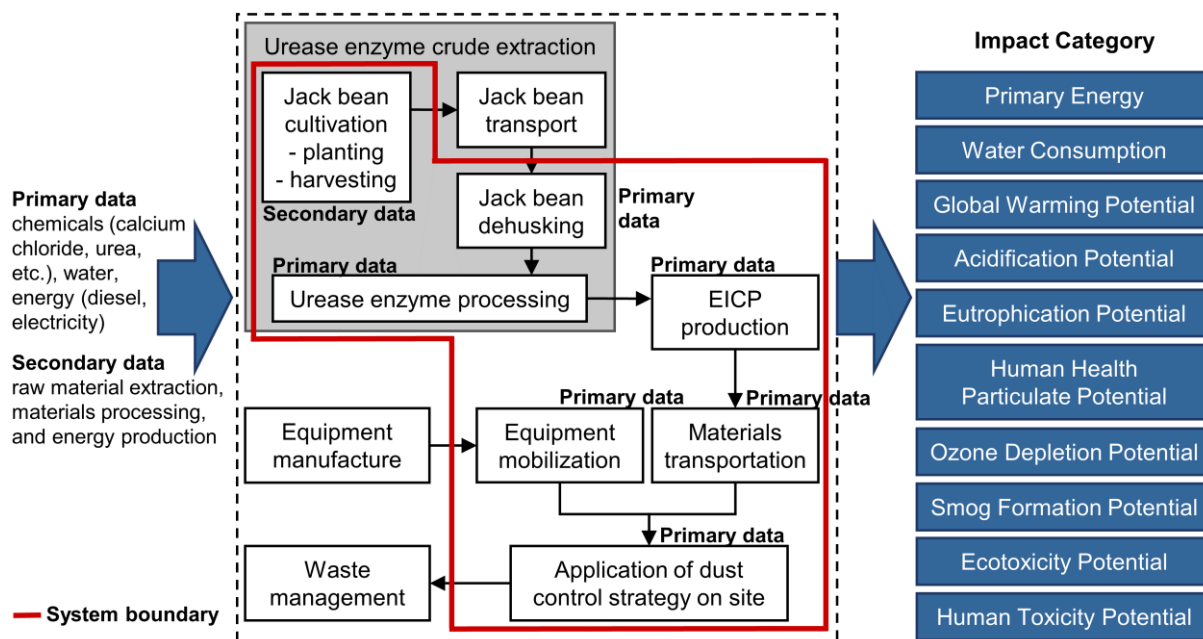 Primary data
chemicals (calcium
chloride, urea,
etc.), water,
energy (diesel,
electricity)
Secondary data
raw material extraction,
materials processing,
and energy production
System boundary
Urease enzyme crude extraction
Jack bean
cultivation
- planting
- harvesting
Secondary data
Jack bean
transport
Jack bean
dehusking
Primary
data
Primary data
Urease enzyme processing
Primary data
EICP
production
Equipment
manufacture
Primary data
Equipment
mobilization
Primary data
Materials
transportation
Primary data
Application of dust
control strategy on site
Waste
management
Impact Category
Primary Energy
Water Consumption
Global Warming Potential
Acidification Potential
Eutrophication Potential
Human Health
Particulate Potential
Ozone Depletion Potential
Smog Formation Potential
Ecotoxicity Potential
Human Toxicity Potential